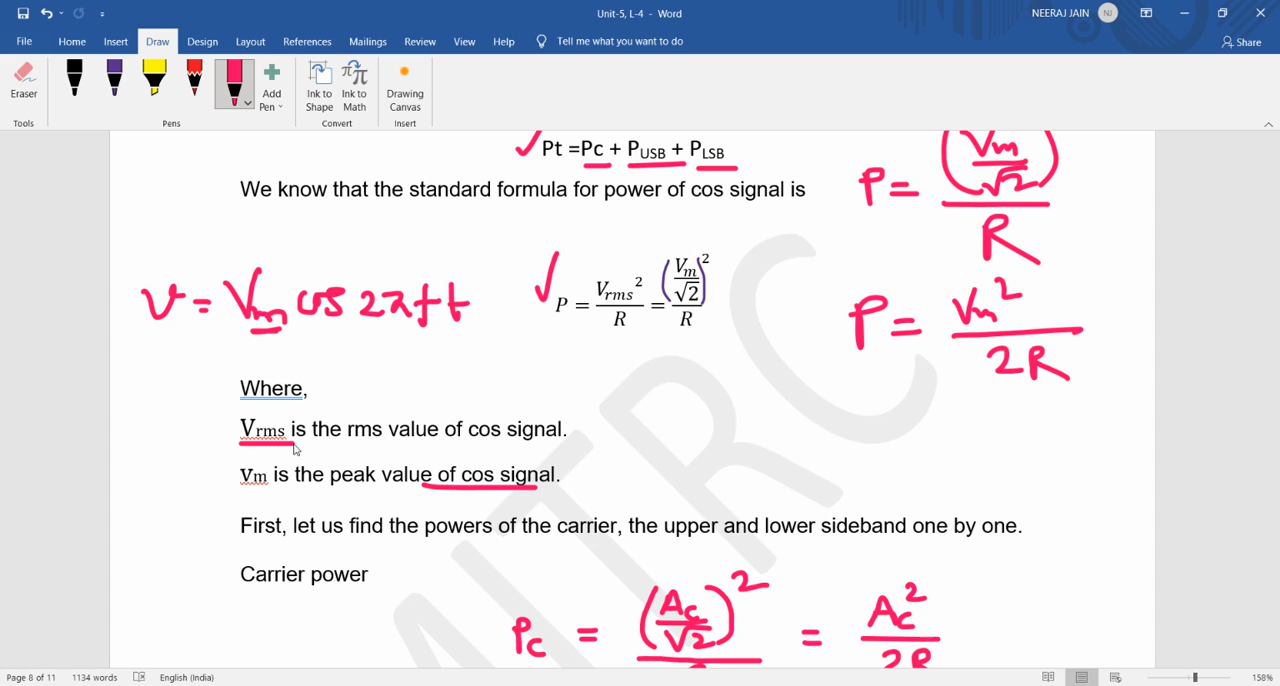 Unit-5, L-4 - Word
NEERAJ JAIN NJ
File Home Insert Draw Design Layout References Mailings Review View Help Tell me what you want to do Share
Eraser
Add Pen
Ink to Shape
Ink to Math
Drawing Canvas
Tools Pens Convert Insert
✓ Pt =Pc + P_USB + P_LSB
We know that the standard formula for power of cos signal is
P = (Vm/√2) / R
v = Vm cos 2πft
✓ P = V_rms² / R = (V_m/√2)² / R
P = Vm² / 2R
Where,
Vrms is the rms value of cos signal.
vm is the peak value of cos signal.
First, let us find the powers of the carrier, the upper and lower sideband one by one.
Carrier power
Pc = (Ac/√2)² = Ac² / 2R
MTRC
Page 8 of 11 1134 words English (India) 158%